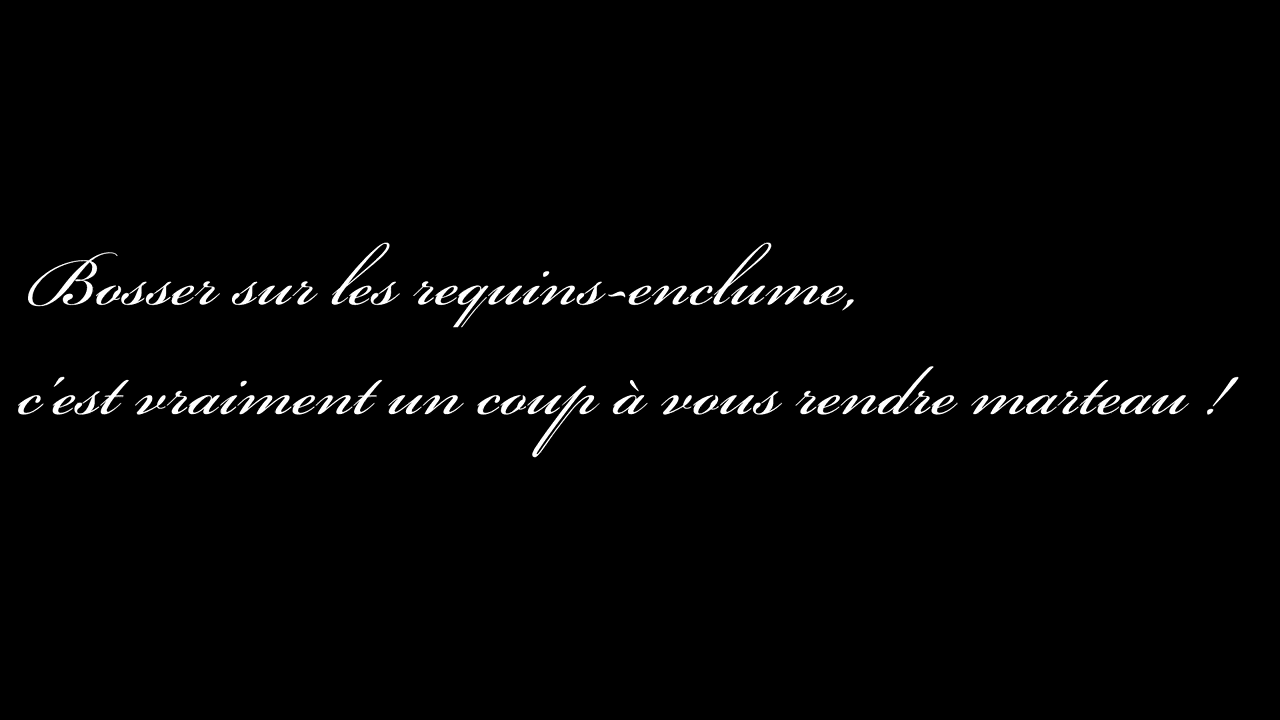 Bosser sur les requins-enclume,
c'est vraiment un coup à vous rendre marteau !